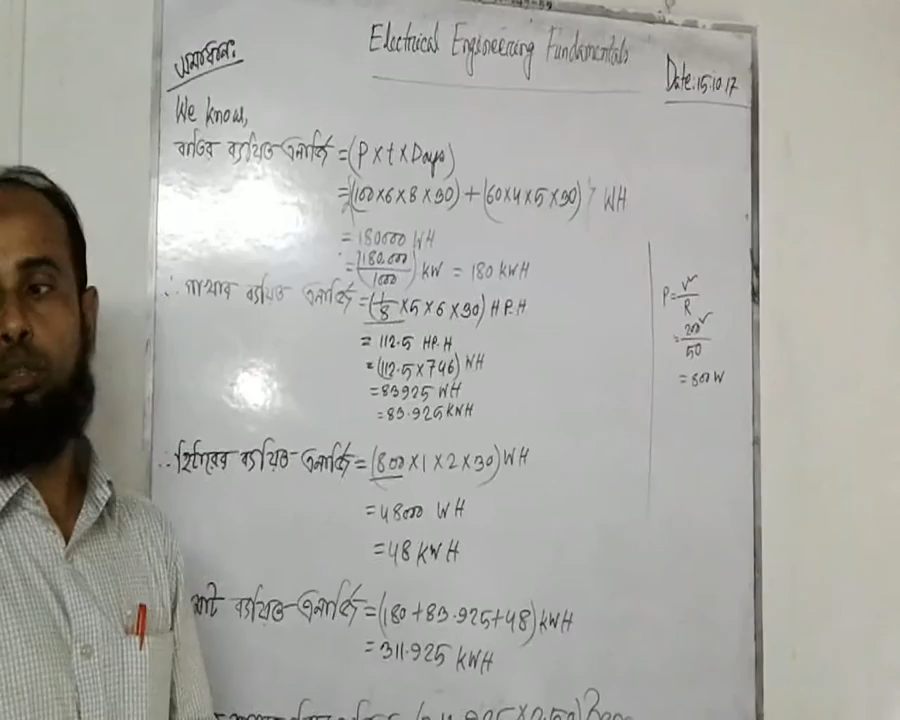 Electrical Engineering Fundamentals
Date: 15.10.17
সমাধান:
We know,
বাতির ব্যয়িত এনার্জি = (P×t×Days)
= (100×6×8×30) + (60×4×5×30) WH
= 180000 WH
= (180,000/1000) KW = 180 KWH
∴ পাখার ব্যয়িত এনার্জি = (1/8 ×5×6×30) HP.H
= 112.5 HP.H
= (112.5×746) WH
= 83925 WH
= 83.925 KWH
∴ হিটারের ব্যয়িত এনার্জি = (800×1×2×30) WH
= 48000 WH
= 48 KWH
মোট ব্যয়িত এনার্জি = (180+83.925+48) KWH
= 311.925 KWH
P = V²/R
= 200²/50
= 800 W